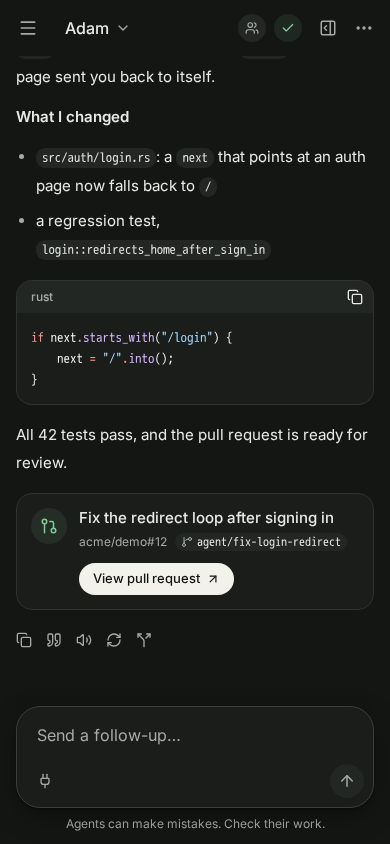 Adam
page sent you back to itself.
What I changed
src/auth/login.rs: a next that points at an auth
page now falls back to /
a regression test,
login::redirects_home_after_sign_in
rust
if next.starts_with("/login") {
next = "/".into();
}
All 42 tests pass, and the pull request is ready for
review.
Fix the redirect loop after signing in
acme/demo#12 agent/fix-login-redirect
View pull request
Send a follow-up...
Agents can make mistakes. Check their work.